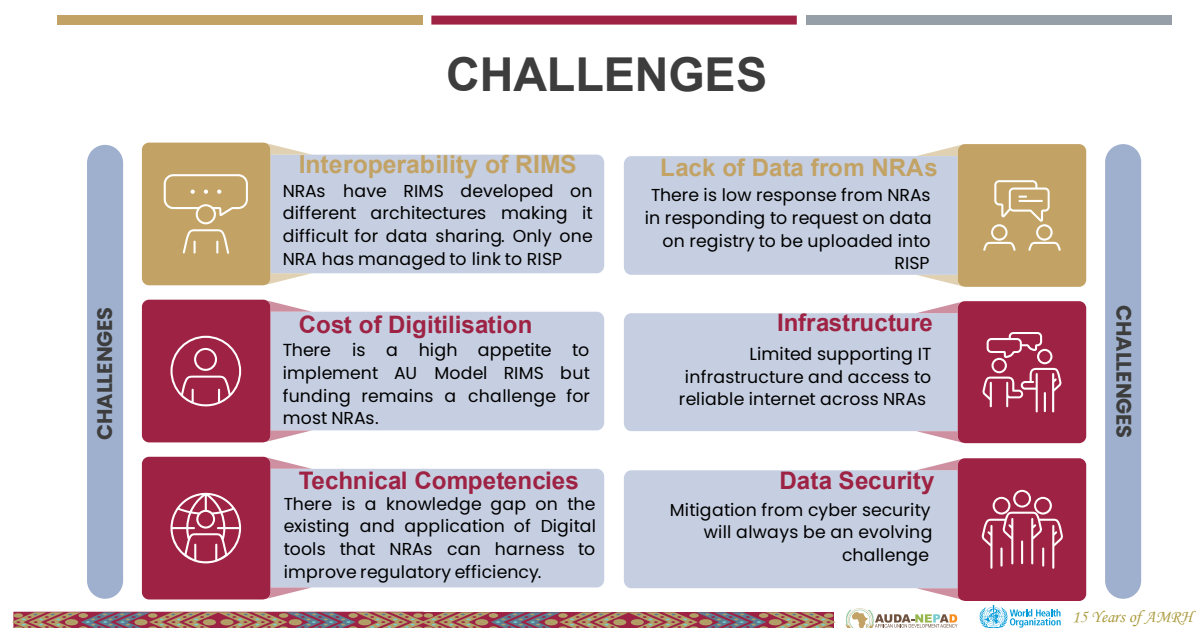 CHALLENGES
CHALLENGES
Interoperability of RIMS
NRAs have RIMS developed on
different architectures making it
difficult for data sharing. Only one
NRA has managed to link to RISP
Cost of Digitilisation
There is a high appetite to
implement AU Model RIMS but
funding remains a challenge for
most NRAs.
Technical Competencies
There is a knowledge gap on the
existing and application of Digital
tools that NRAs can harness to
improve regulatory efficiency.
Lack of Data from NRAs
There is low response from NRAs
in responding to request on data
on registry to be uploaded into
RISP
Infrastructure
Limited supporting IT
infrastructure and access to
reliable internet across NRAs
Data Security
Mitigation from cyber security
will always be an evolving
challenge
CHALLENGES
AUDA-NEPAD
AFRICAN UNION DEVELOPMENT AGENCY
World Health
Organization
15 Years of AMRH